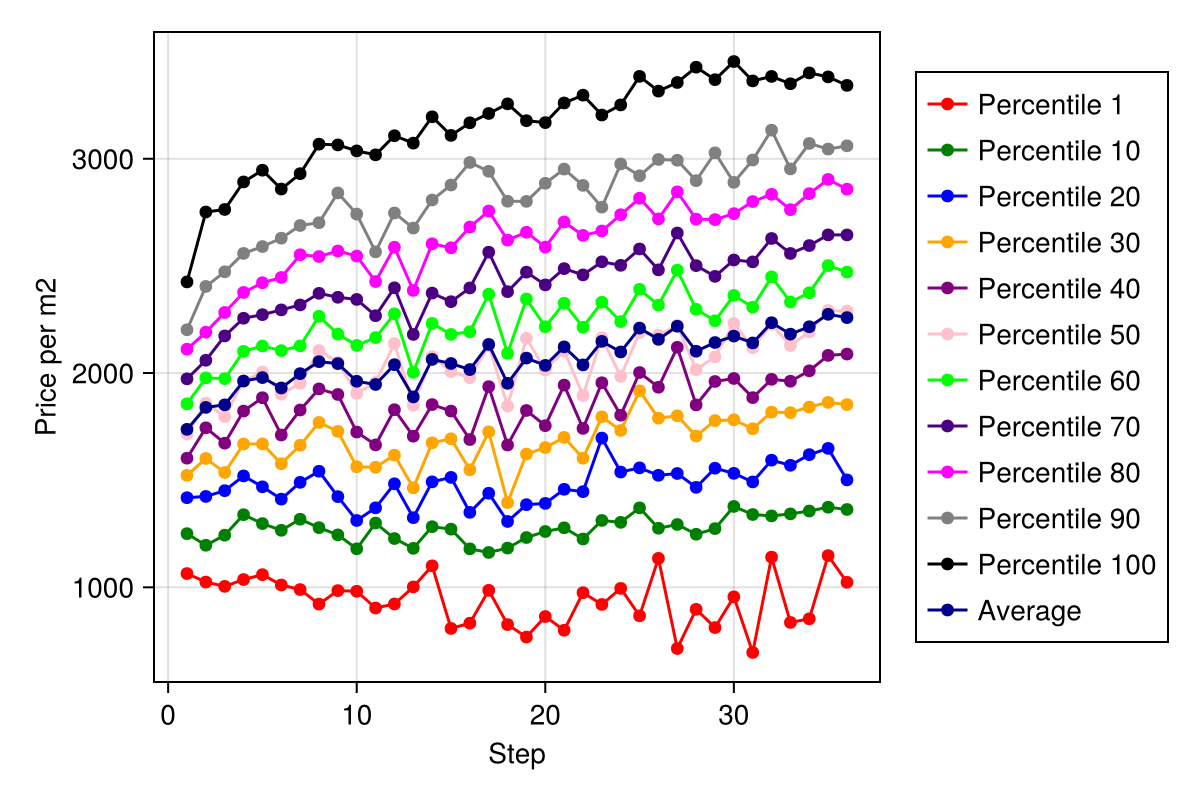 3000
2000
1000
Price per m2
0
10
20
30
Step
Percentile 1
Percentile 10
Percentile 20
Percentile 30
Percentile 40
Percentile 50
Percentile 60
Percentile 70
Percentile 80
Percentile 90
Percentile 100
Average